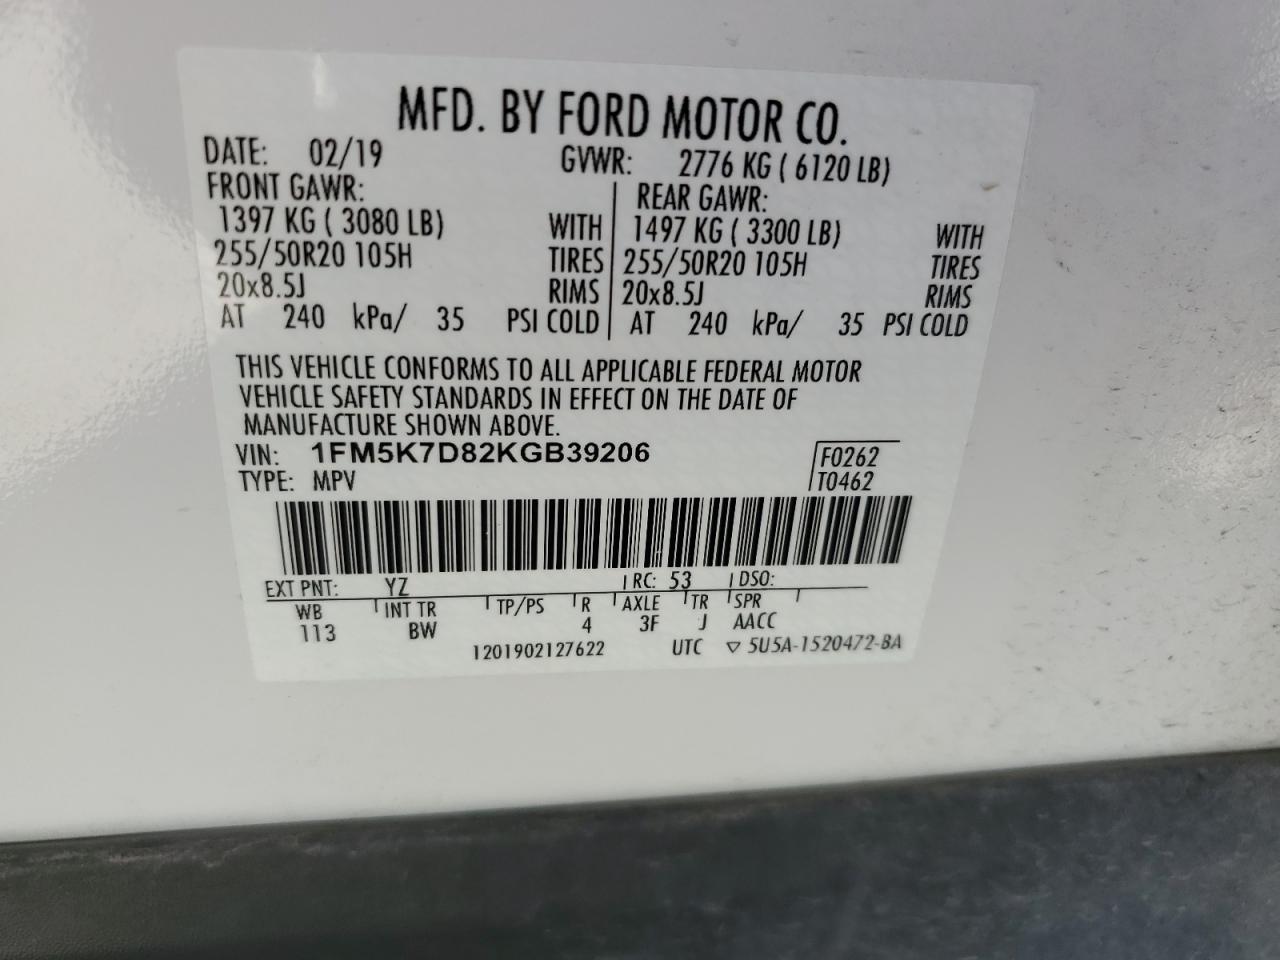 MFD. BY FORD MOTOR CO.
DATE: 02/19 GVWR: 2776 KG ( 6120 LB)
FRONT GAWR: REAR GAWR:
1397 KG ( 3080 LB) WITH 1497 KG ( 3300 LB) WITH
255/50R20 105H TIRES 255/50R20 105H TIRES
20x8.5J RIMS 20x8.5J RIMS
AT 240 kPa/ 35 PSI COLD AT 240 kPa/ 35 PSI COLD
THIS VEHICLE CONFORMS TO ALL APPLICABLE FEDERAL MOTOR
VEHICLE SAFETY STANDARDS IN EFFECT ON THE DATE OF
MANUFACTURE SHOWN ABOVE.
VIN: 1FM5K7D82KGB39206 F0262
TYPE: MPV T0462
EXT PNT: YZ RC: 53 DSO:
WB INT TR TP/PS R AXLE TR SPR
113 BW 4 3F J AACC
1201902127622 UTC ▽ 5U5A-1520472-BA